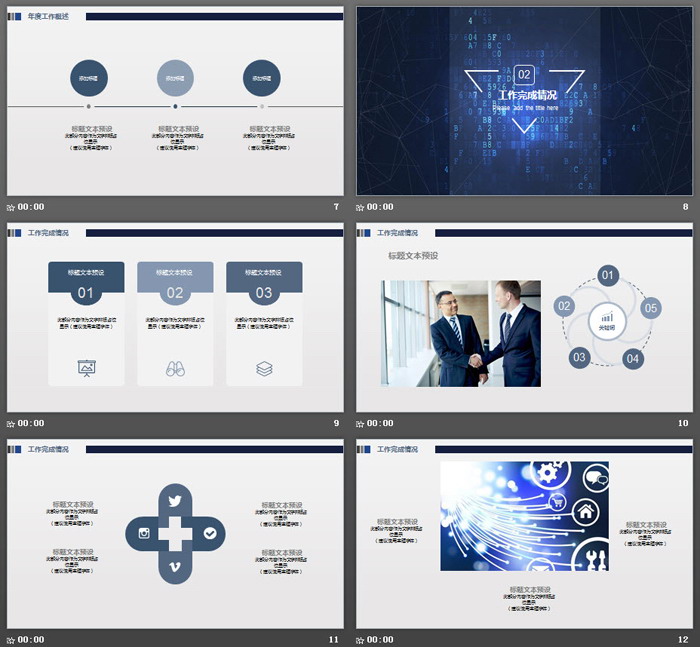 年度工作概述
添加标题
添加标题
添加标题
标题文本预设
此部分内容作为文字排版占
位显示
（建议使用主题字体）
标题文本预设
此部分内容作为文字排版占
位显示
（建议使用主题字体）
标题文本预设
此部分内容作为文字排版占
位显示
（建议使用主题字体）
00:00
7
02
工作完成情况
Please add the title here
00:00
8
工作完成情况
标题文本预设
01
此部分内容作为文字排版占位
显示（建议使用主题字体）
标题文本预设
02
此部分内容作为文字排版占位
显示（建议使用主题字体）
标题文本预设
03
此部分内容作为文字排版占位
显示（建议使用主题字体）
00:00
9
工作完成情况
标题文本预设
01
02
05
关键词
03
04
00:00
10
工作完成情况
标题文本预设
此部分内容作为文字排版占
位显示
（建议使用主题字体）
标题文本预设
此部分内容作为文字排版占
位显示
（建议使用主题字体）
标题文本预设
此部分内容作为文字排版占
位显示
（建议使用主题字体）
标题文本预设
此部分内容作为文字排版占
位显示
（建议使用主题字体）
00:00
11
工作完成情况
标题文本预设
此部分内容作为文字排版占
位显示
（建议使用主题字体）
标题文本预设
此部分内容作为文字排版占
位显示
（建议使用主题字体）
标题文本预设
此部分内容作为文字排版占
位显示
（建议使用主题字体）
00:00
12